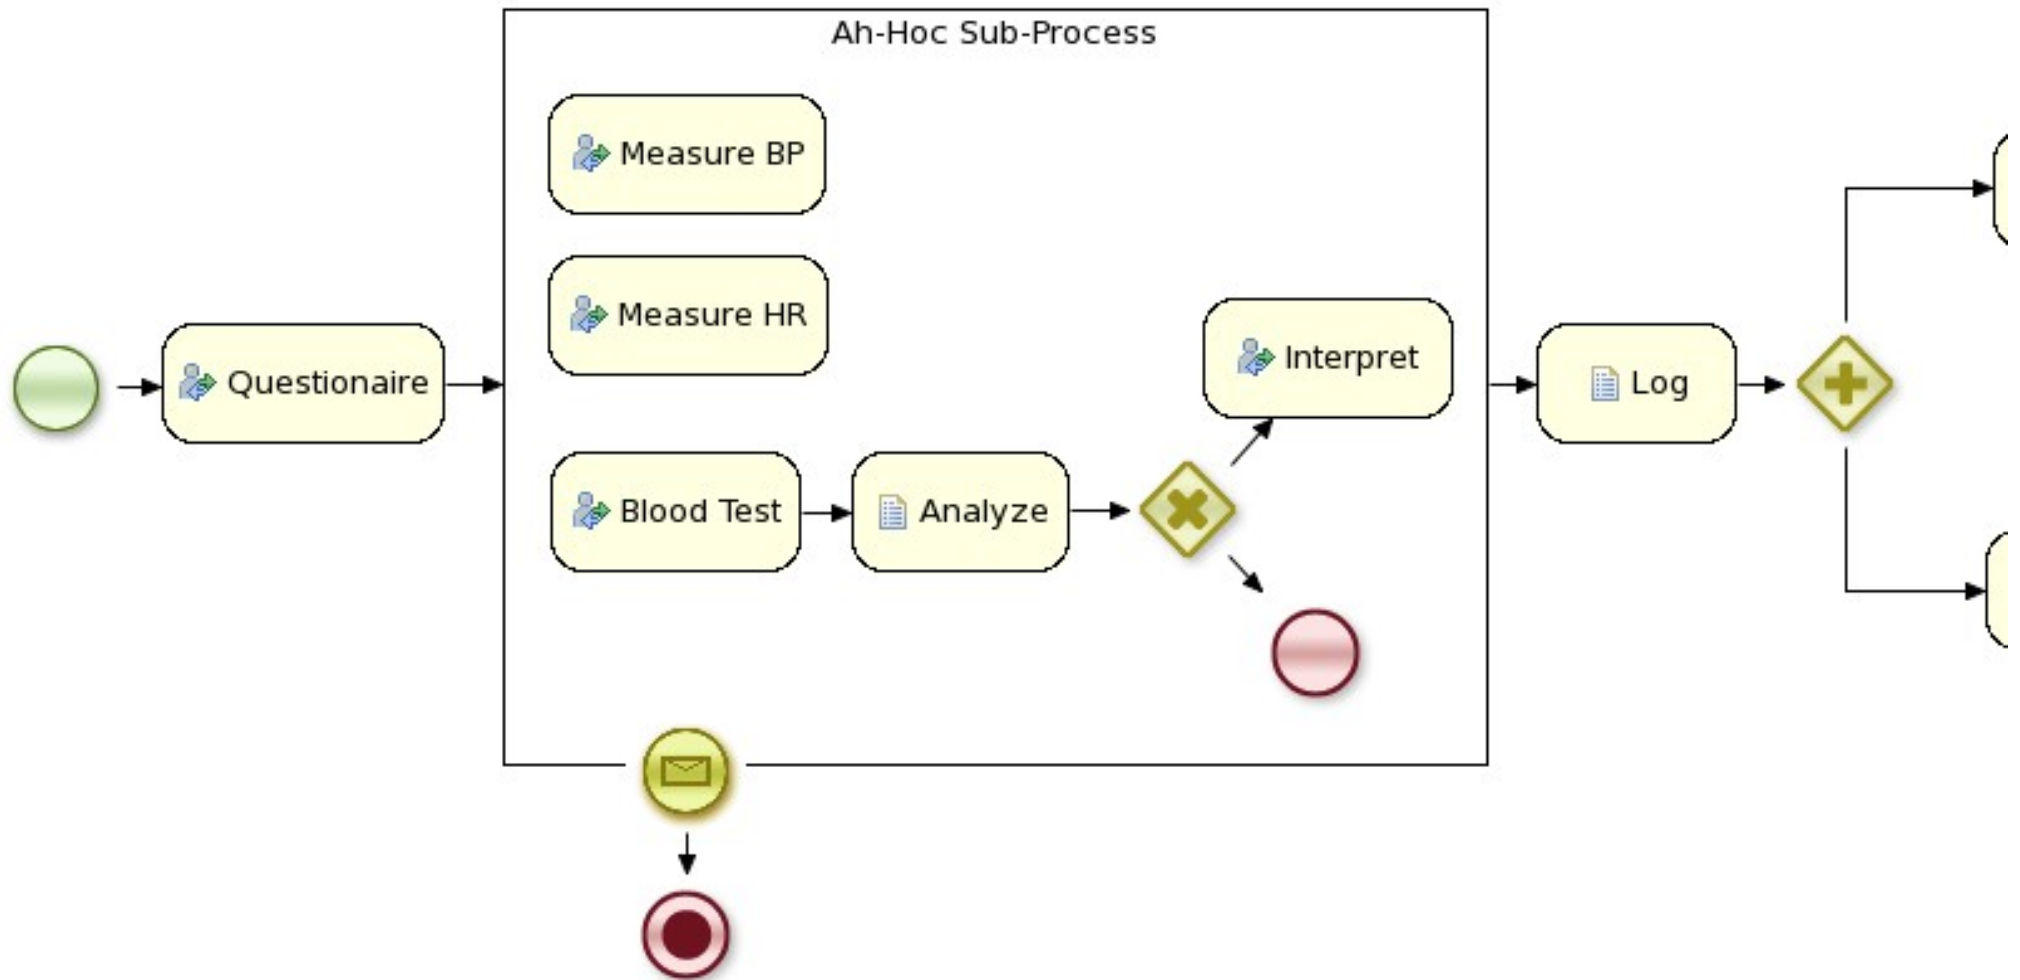 Ah-Hoc Sub-Process
Measure BP
Measure HR
Questionaire
Interpret
Log
Blood Test
Analyze